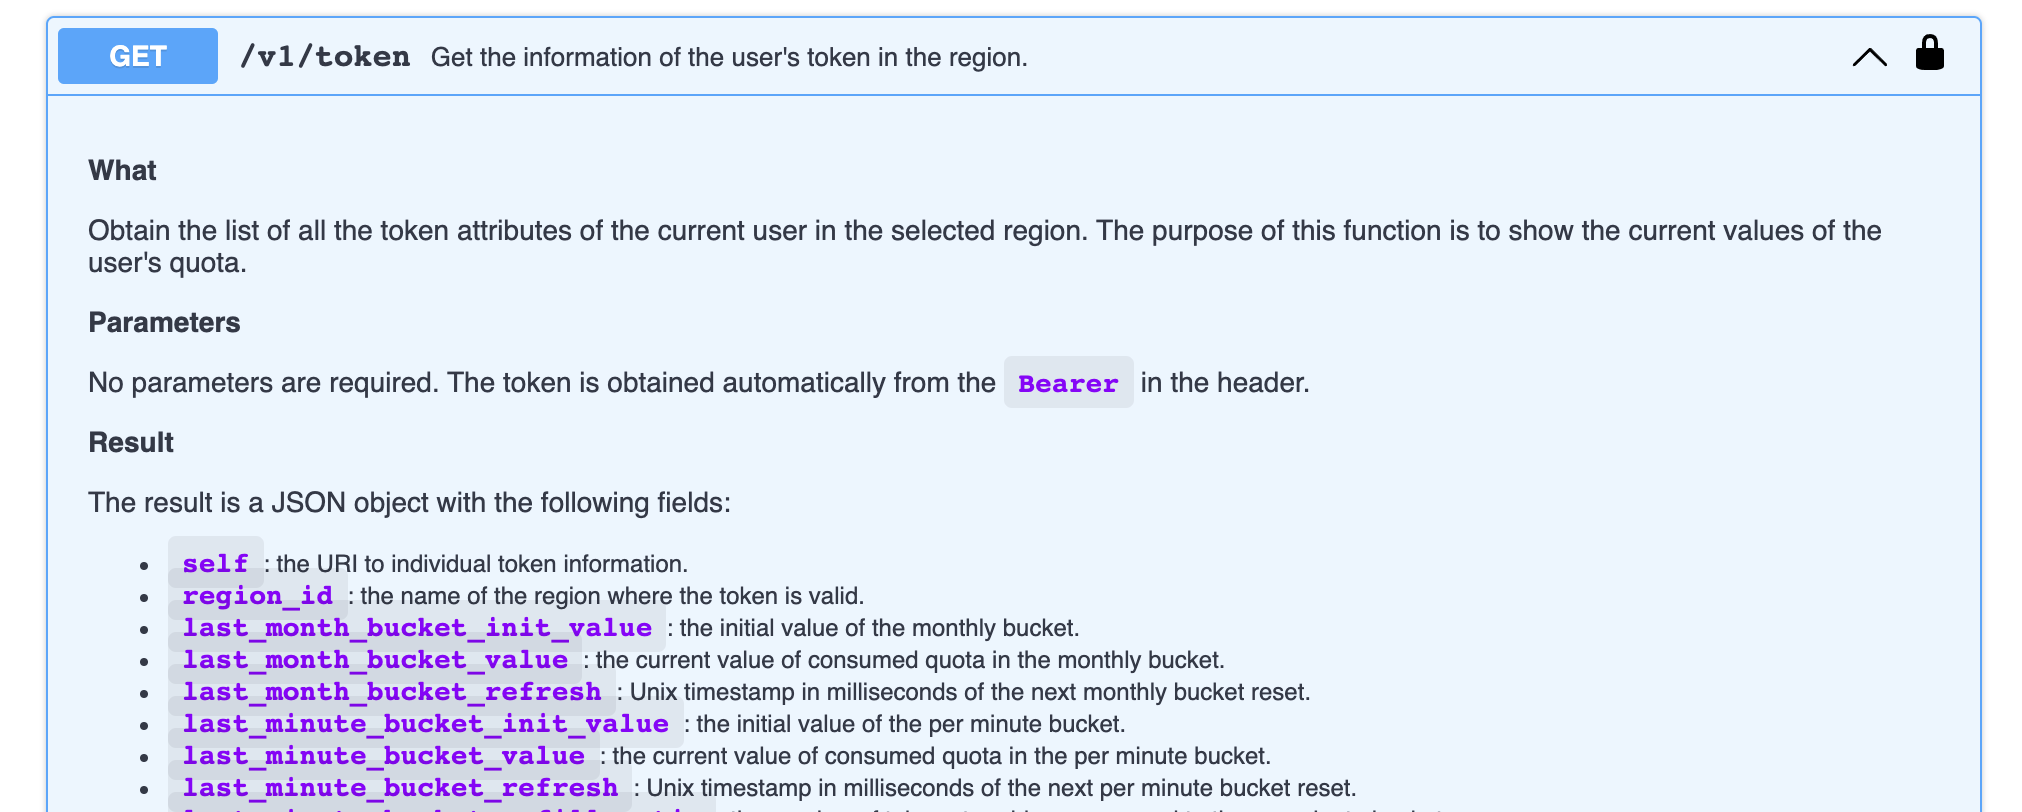 GET /v1/token Get the information of the user's token in the region.
What
Obtain the list of all the token attributes of the current user in the selected region. The purpose of this function is to show the current values of the
user's quota.
Parameters
No parameters are required. The token is obtained automatically from the Bearer in the header.
Result
The result is a JSON object with the following fields:
• self : the URI to individual token information.
• region_id : the name of the region where the token is valid.
• last_month_bucket_init_value : the initial value of the monthly bucket.
• last_month_bucket_value : the current value of consumed quota in the monthly bucket.
• last_month_bucket_refresh : Unix timestamp in milliseconds of the next monthly bucket reset.
• last_minute_bucket_init_value : the initial value of the per minute bucket.
• last_minute_bucket_value : the current value of consumed quota in the per minute bucket.
• last_minute_bucket_refresh : Unix timestamp in milliseconds of the next per minute bucket reset.